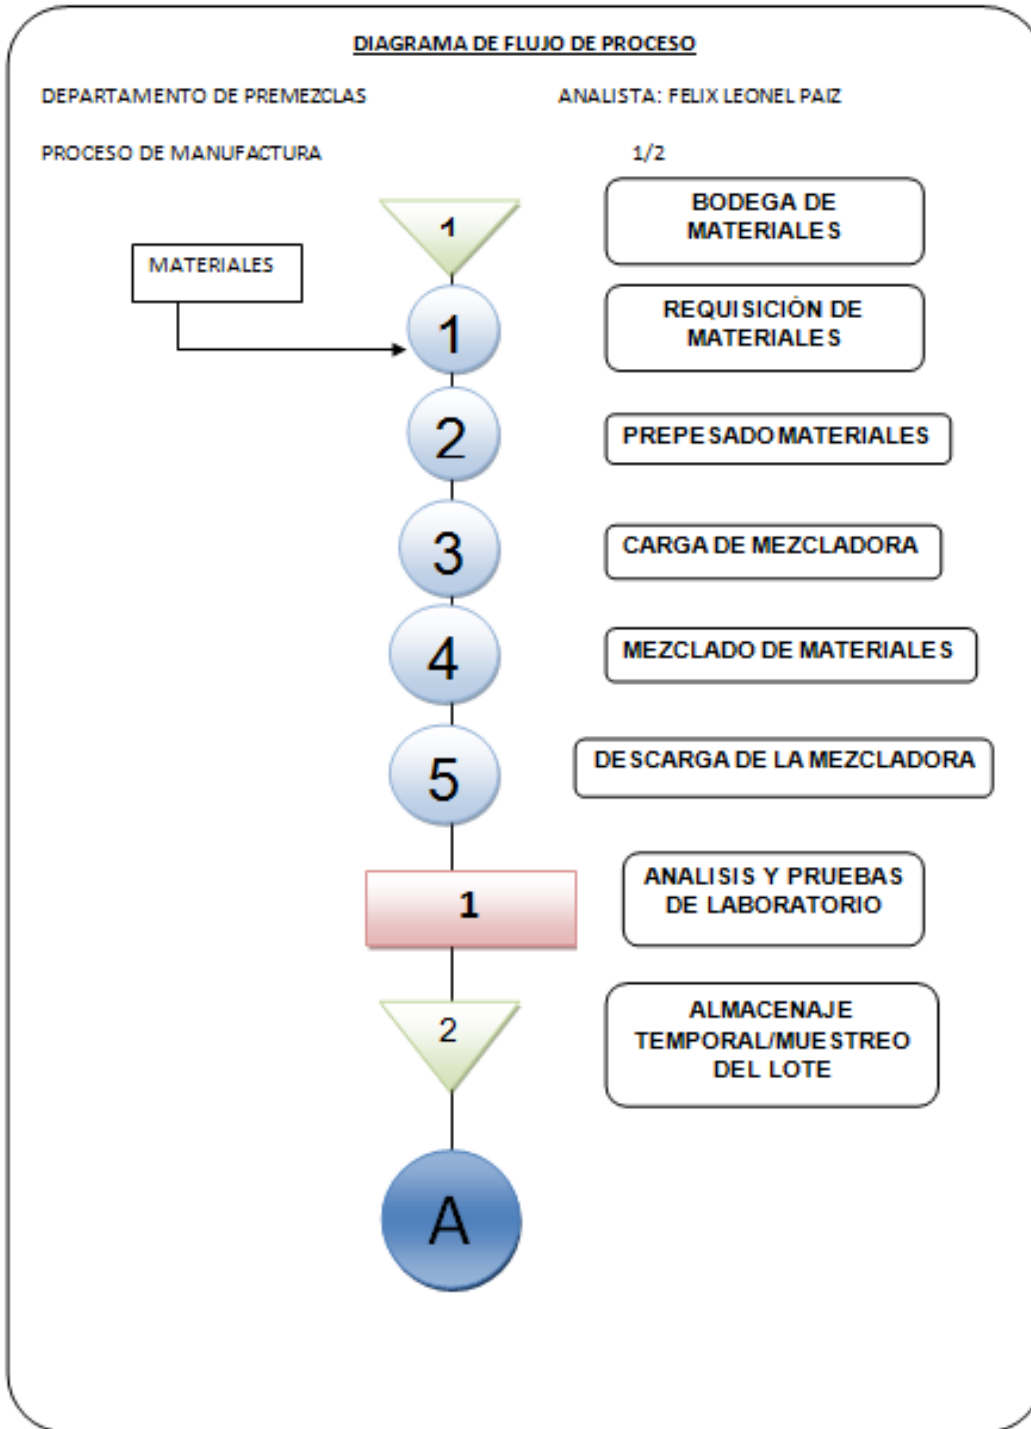 DIAGRAMA DE FLUJO DE PROCESO
DEPARTAMENTO DE PREMEZCLAS
ANALISTA: FELIX LEONEL PAIZ
PROCESO DE MANUFACTURA
1/2
1
BODEGA DE
MATERIALES
MATERIALES
1
REQUISICIÓN DE
MATERIALES
2
PREPESADO MATERIALES
3
CARGA DE MEZCLADORA
4
MEZCLADO DE MATERIALES
5
DESCARGA DE LA MEZCLADORA
1
ANALISIS Y PRUEBAS
DE LABORATORIO
2
ALMACENAJE
TEMPORAL/MUESTREO
DEL LOTE
A